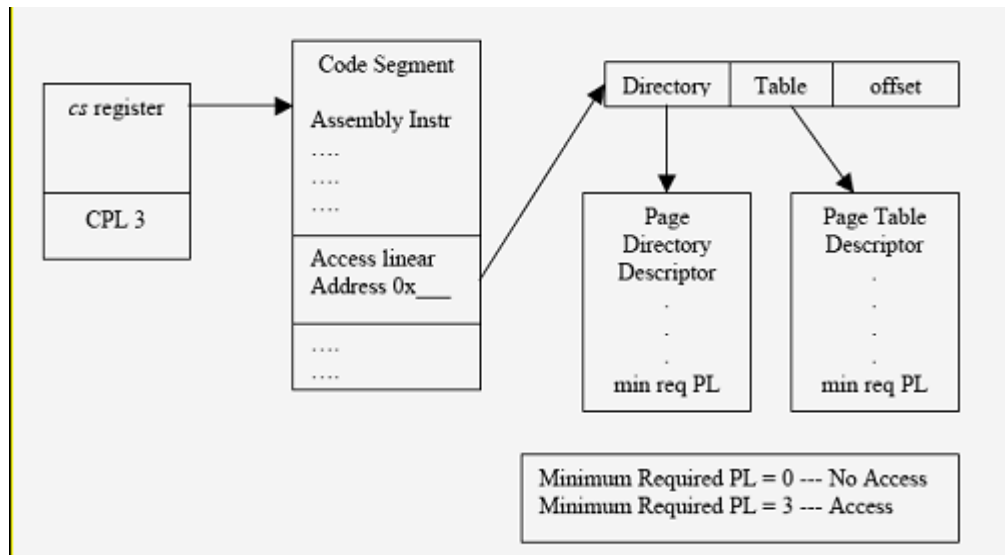 cs register
CPL 3
Code Segment
Assembly Instr
….
….
….
Access linear
Address 0x___
….
….
Directory
Table
offset
Page
Directory
Descriptor
.
.
.
min req PL
Page Table
Descriptor
.
.
.
min req PL
Minimum Required PL = 0 --- No Access
Minimum Required PL = 3 --- Access